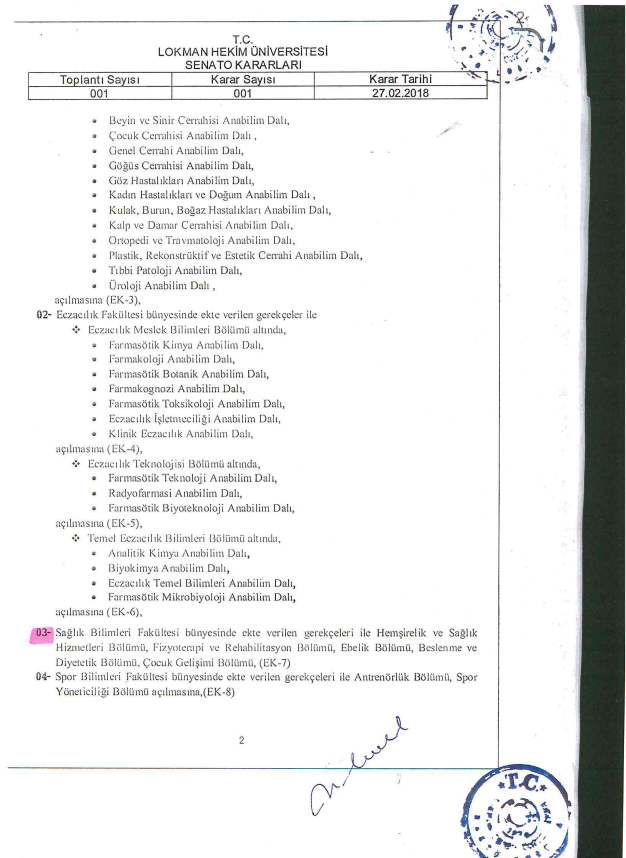 T.C.
LOKMAN HEKİM ÜNİVERSİTESİ
SENATO KARARLARI
Toplantı Sayısı Karar Sayısı Karar Tarihi
001 001 27.02.2018
• Beyin ve Sinir Cerrahisi Anabilim Dalı,
• Çocuk Cerrahisi Anabilim Dalı ,
• Genel Cerrahi Anabilim Dalı,
• Göğüs Cerrahisi Anabilim Dalı,
• Göz Hastalıkları Anabilim Dalı,
• Kadın Hastalıkları ve Doğum Anabilim Dalı ,
• Kulak, Burun, Boğaz Hastalıkları Anabilim Dalı,
• Kalp ve Damar Cerrahisi Anabilim Dalı,
• Ortopedi ve Travmatoloji Anabilim Dalı,
• Plastik, Rekonstrüktif ve Estetik Cerrahi Anabilim Dalı,
• Tıbbi Patoloji Anabilim Dalı,
• Üroloji Anabilim Dalı ,
açılmasına (EK-3),
02- Eczacılık Fakültesi bünyesinde ekte verilen gerekçeler ile
❖ Eczacılık Meslek Bilimleri Bölümü altında,
• Farmasötik Kimya Anabilim Dalı,
• Farmakoloji Anabilim Dalı,
• Farmasötik Botanik Anabilim Dalı,
• Farmakognozi Anabilim Dalı,
• Farmasötik Toksikoloji Anabilim Dalı,
• Eczacılık İşletmeciliği Anabilim Dalı,
• Klinik Eczacılık Anabilim Dalı,
açılmasına (EK-4),
❖ Eczacılık Teknolojisi Bölümü altında,
• Farmasötik Teknoloji Anabilim Dalı,
• Radyofarmasi Anabilim Dalı,
• Farmasötik Biyoteknoloji Anabilim Dalı,
açılmasına (EK-5),
❖ Temel Eczacılık Bilimleri Bölümü altında,
• Analitik Kimya Anabilim Dalı,
• Biyokimya Anabilim Dalı,
• Eczacılık Temel Bilimleri Anabilim Dalı,
• Farmasötik Mikrobiyoloji Anabilim Dalı,
açılmasına (EK-6),
03- Sağlık Bilimleri Fakültesi bünyesinde ekte verilen gerekçeleri ile Hemşirelik ve Sağlık
Hizmetleri Bölümü, Fizyoterapi ve Rehabilitasyon Bölümü, Ebelik Bölümü, Beslenme ve
Diyetetik Bölümü, Çocuk Gelişimi Bölümü, (EK-7)
04- Spor Bilimleri Fakültesi bünyesinde ekte verilen gerekçeleri ile Antrenörlük Bölümü, Spor
Yöneticiliği Bölümü açılmasına,(EK-8)
2
T.C.